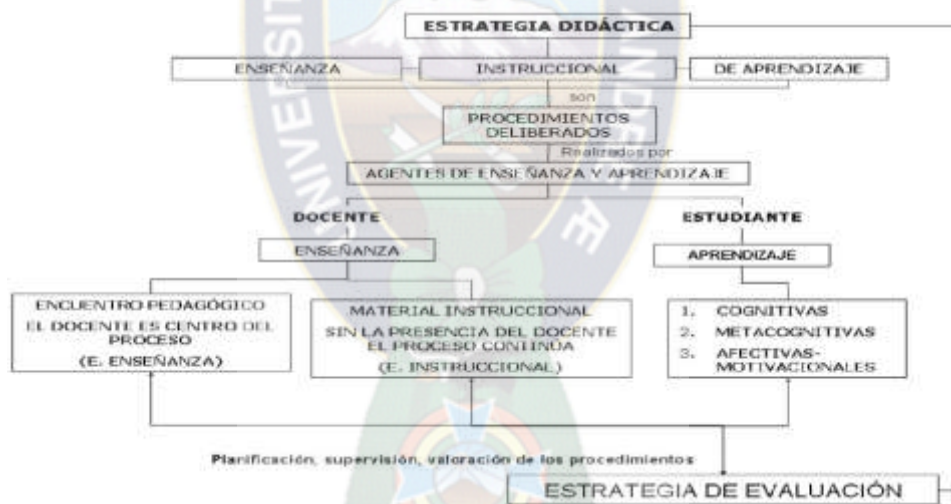 ESTRATEGIA DIDÁCTICA
ENSEÑANZA
INSTRUCCIONAL
DE APRENDIZAJE
son
PROCEDIMIENTOS
DELIBERADOS
Realizados por
AGENTES DE ENSEÑANZA Y APRENDIZAJE
DOCENTE
ESTUDIANTE
ENSEÑANZA
APRENDIZAJE
ENCUENTRO PEDAGÓGICO
EL DOCENTE ES CENTRO DEL
PROCESO
(E. ENSEÑANZA)
MATERIAL INSTRUCCIONAL
SIN LA PRESENCIA DEL DOCENTE
EL PROCESO CONTINÚA
(E. INSTRUCCIONAL)
1. COGNITIVAS
2. METACOGNITIVAS
3. AFECTIVAS-
MOTIVACIONALES
Planificación, supervisión, valoración de los procedimientos
ESTRATEGIA DE EVALUACIÓN